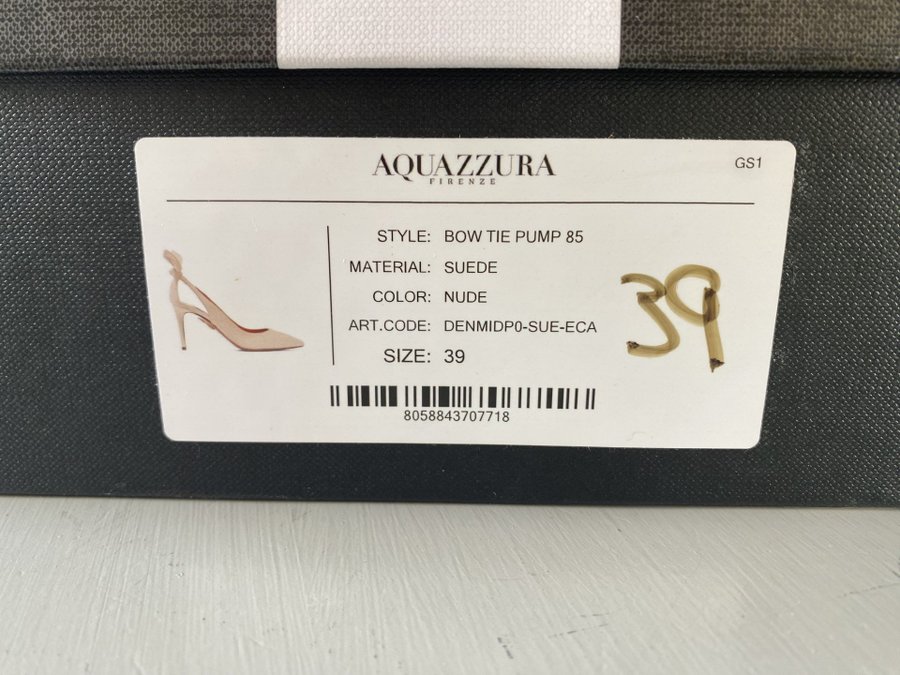 AQUAZZURA
FIRENZE
GS1
STYLE: BOW TIE PUMP 85
MATERIAL: SUEDE
COLOR: NUDE
ART.CODE: DENMIDP0-SUE-ECA
SIZE: 39
39
8058843707718